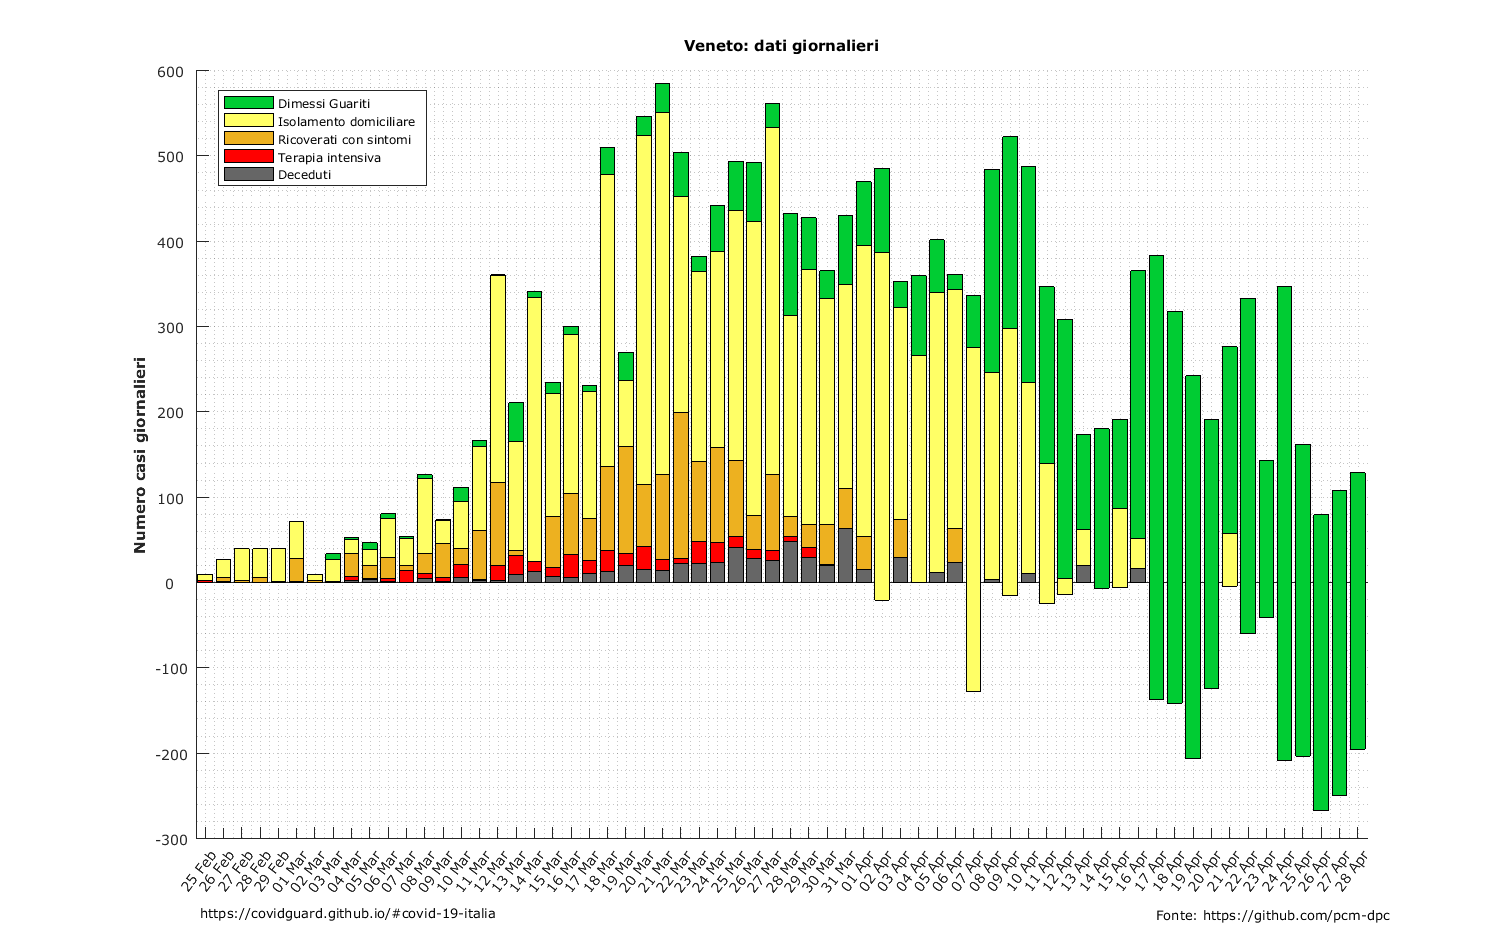 Veneto: dati giornalieri
Dimessi Guariti
Isolamento domiciliare
Ricoverati con sintomi
Terapia intensiva
Deceduti
Numero casi giornalieri
600
500
400
300
200
100
0
-100
-200
-300
25 Feb
26 Feb
27 Feb
28 Feb
29 Feb
01 Mar
02 Mar
03 Mar
04 Mar
05 Mar
06 Mar
07 Mar
08 Mar
09 Mar
10 Mar
11 Mar
12 Mar
13 Mar
14 Mar
15 Mar
16 Mar
17 Mar
18 Mar
19 Mar
20 Mar
21 Mar
22 Mar
23 Mar
24 Mar
25 Mar
26 Mar
27 Mar
28 Mar
29 Mar
30 Mar
31 Mar
01 Apr
02 Apr
03 Apr
04 Apr
05 Apr
06 Apr
07 Apr
08 Apr
09 Apr
10 Apr
11 Apr
12 Apr
13 Apr
14 Apr
15 Apr
16 Apr
17 Apr
18 Apr
19 Apr
20 Apr
21 Apr
22 Apr
23 Apr
24 Apr
25 Apr
26 Apr
27 Apr
28 Apr
https://covidguard.github.io/#covid-19-italia
Fonte: https://github.com/pcm-dpc